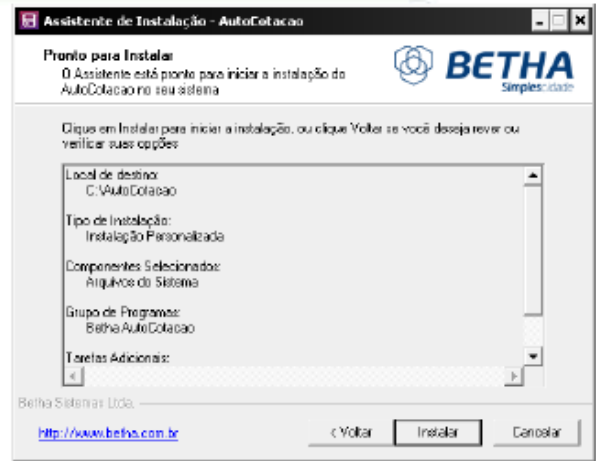 Assistente de Instalação - AutoCotacao
Pronto para Instalar
O Assistente está pronto para iniciar a instalação do
AutoCotacao no seu sistema
BETHA
Simplescidade
Clique em Instalar para iniciar a instalação, ou clique Voltar se você deseja rever ou
verificar suas opções
Local de destino:
C:\AutoCotacao
Tipo de Instalação:
Instalação Personalizada
Componentes Selecionados:
Arquivos do Sistema
Grupo de Programas:
Betha AutoCotacao
Tarefas Adicionais:
Betha Sistemas Ltda.
http://www.betha.com.br
< Voltar
Instalar
Cancelar